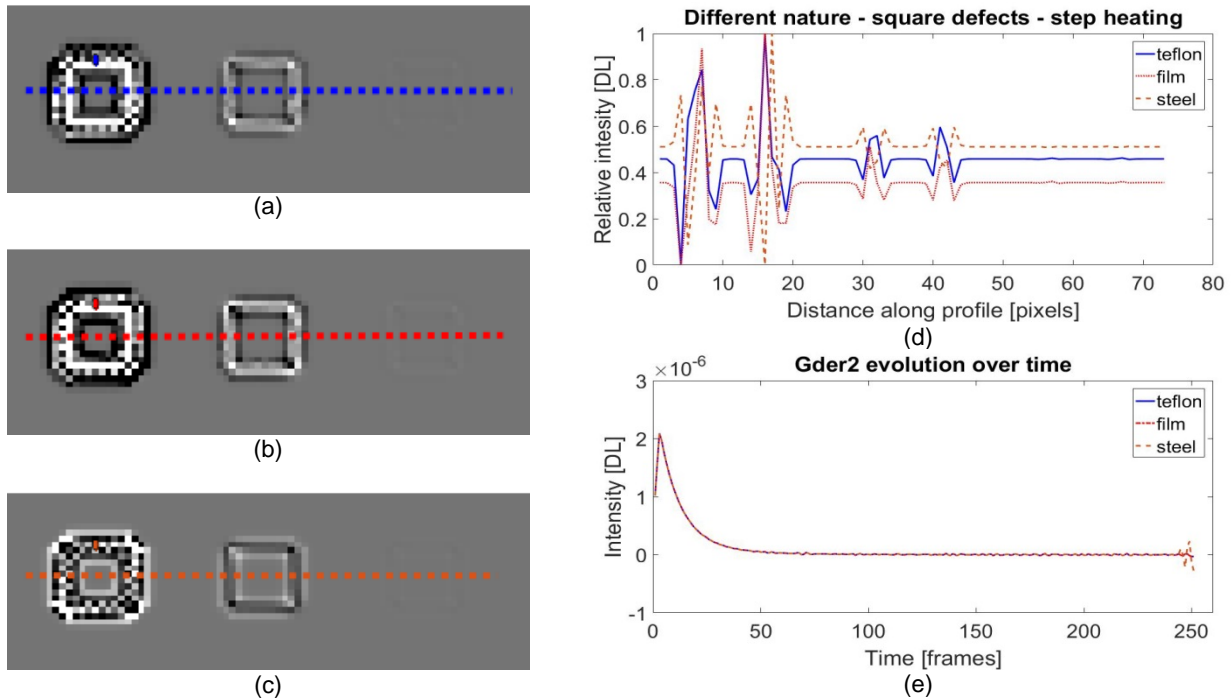 (a)
(b)
(c)
Different nature - square defects - step heating
teflon
film
steel
Relative intesity [DL]
1
0.8
0.6
0.4
0.2
0
0 10 20 30 40 50 60 70 80
Distance along profile [pixels]
(d)
Gder2 evolution over time
×10⁻⁶
teflon
film
steel
Intensity [DL]
3
2
1
0
-1
0 50 100 150 200 250
Time [frames]
(e)